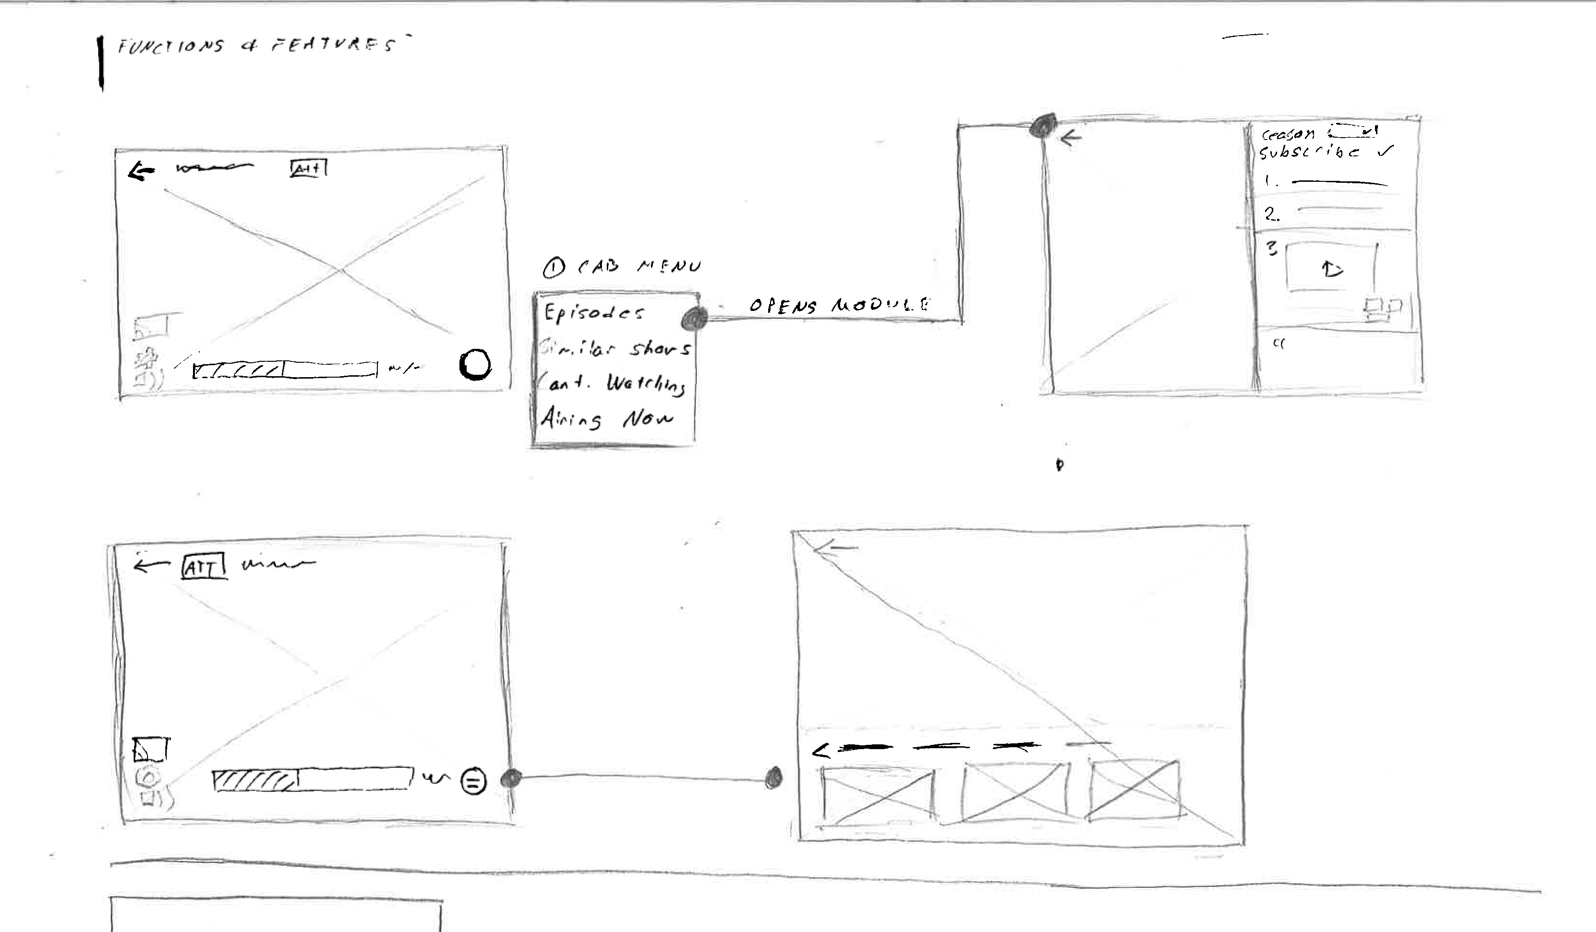 FUNCTIONS & FEATURES
ATT
① CAB MENU
Episodes
Similar shows
Cont. Watching
Airing Now
OPENS MODULE
season
subscribe ✓
1.
2.
3
4
ATT